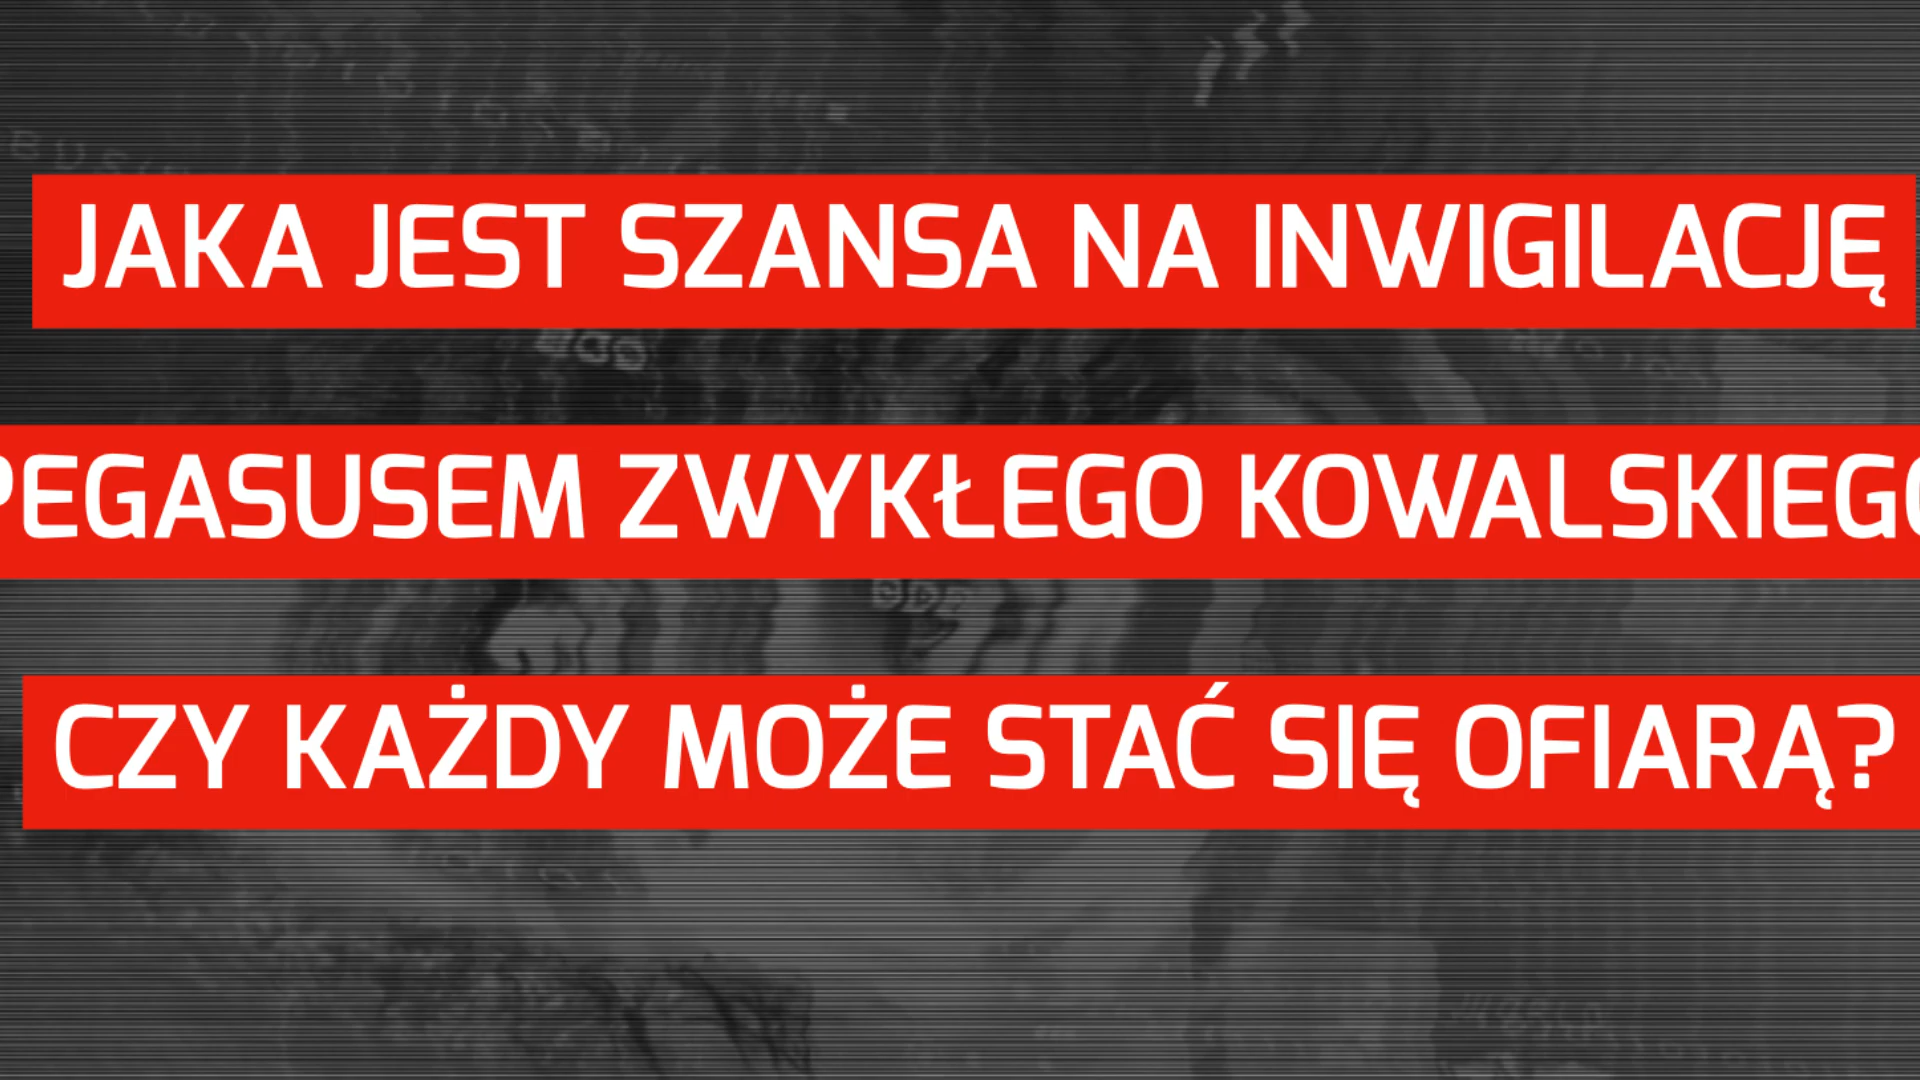 JAKA JEST SZANSA NA INWIGILACJĘ
PEGASUSEM ZWYKŁEGO KOWALSKIEGO
CZY KAŻDY MOŻE STAĆ SIĘ OFIARĄ?